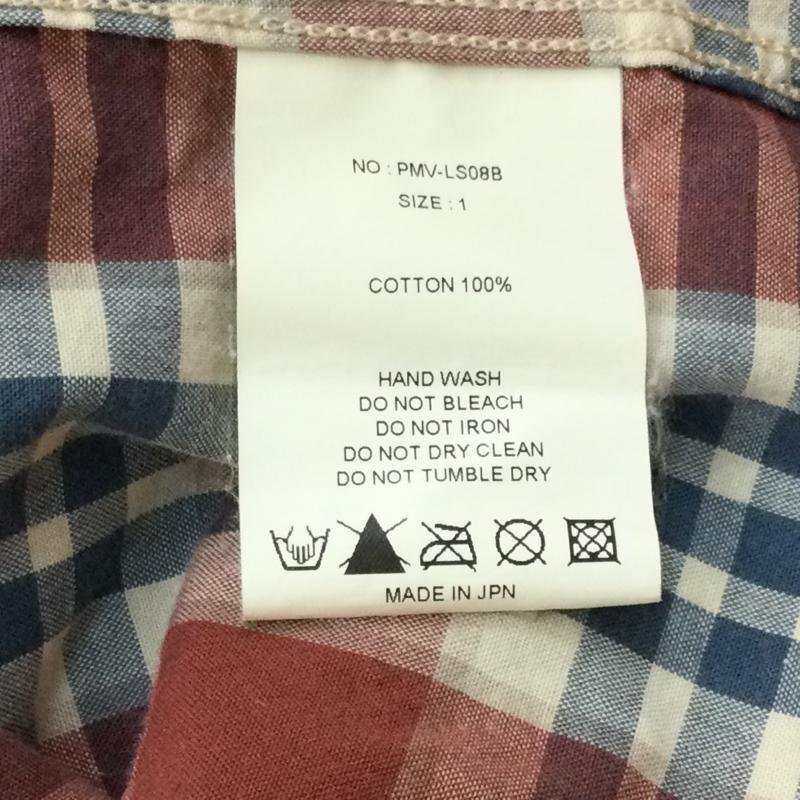 NO : PMV-LS08B
SIZE : 1
COTTON 100%
HAND WASH
DO NOT BLEACH
DO NOT IRON
DO NOT DRY CLEAN
DO NOT TUMBLE DRY
MADE IN JPN